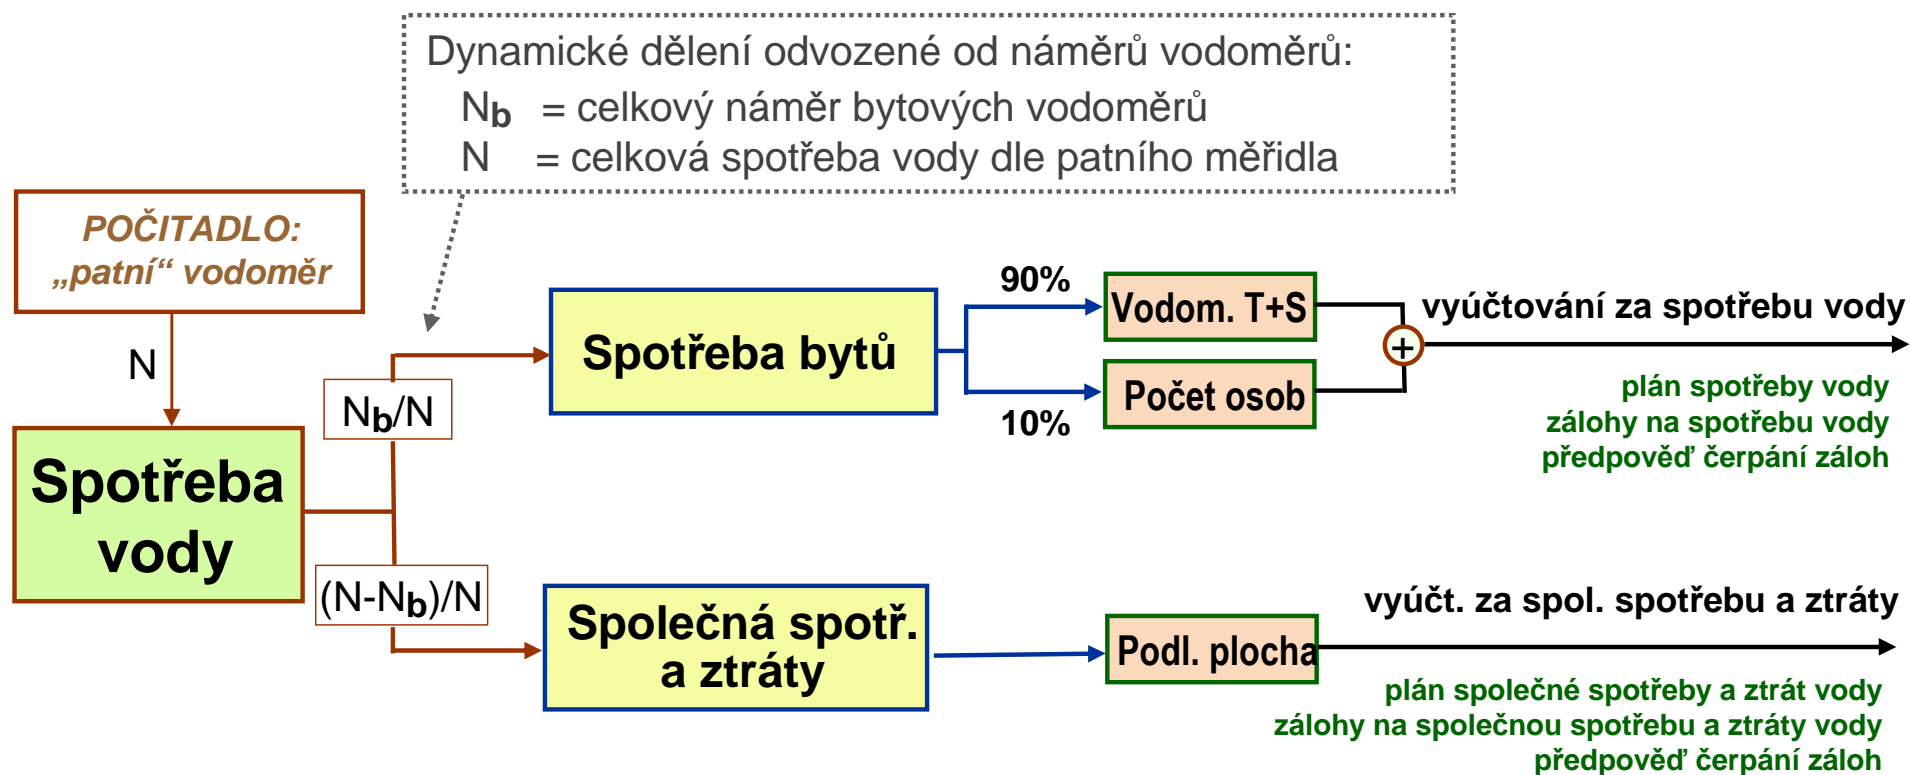 Dynamické dělení odvozené od náměrů vodoměrů:
Nb = celkový náměr bytových vodoměrů
N = celková spotřeba vody dle patního měřidla
POČITADLO:
„patní“ vodoměr
N
Spotřeba
vody
Nb/N
(N-Nb)/N
Spotřeba bytů
90%
10%
Vodom. T+S
Počet osob
+
vyúčtování za spotřebu vody
plán spotřeby vody
zálohy na spotřebu vody
předpověď čerpání záloh
Společná spotř.
a ztráty
Podl. plocha
vyúčt. za spol. spotřebu a ztráty
plán společné spotřeby a ztrát vody
zálohy na společnou spotřebu a ztráty vody
předpověď čerpání záloh